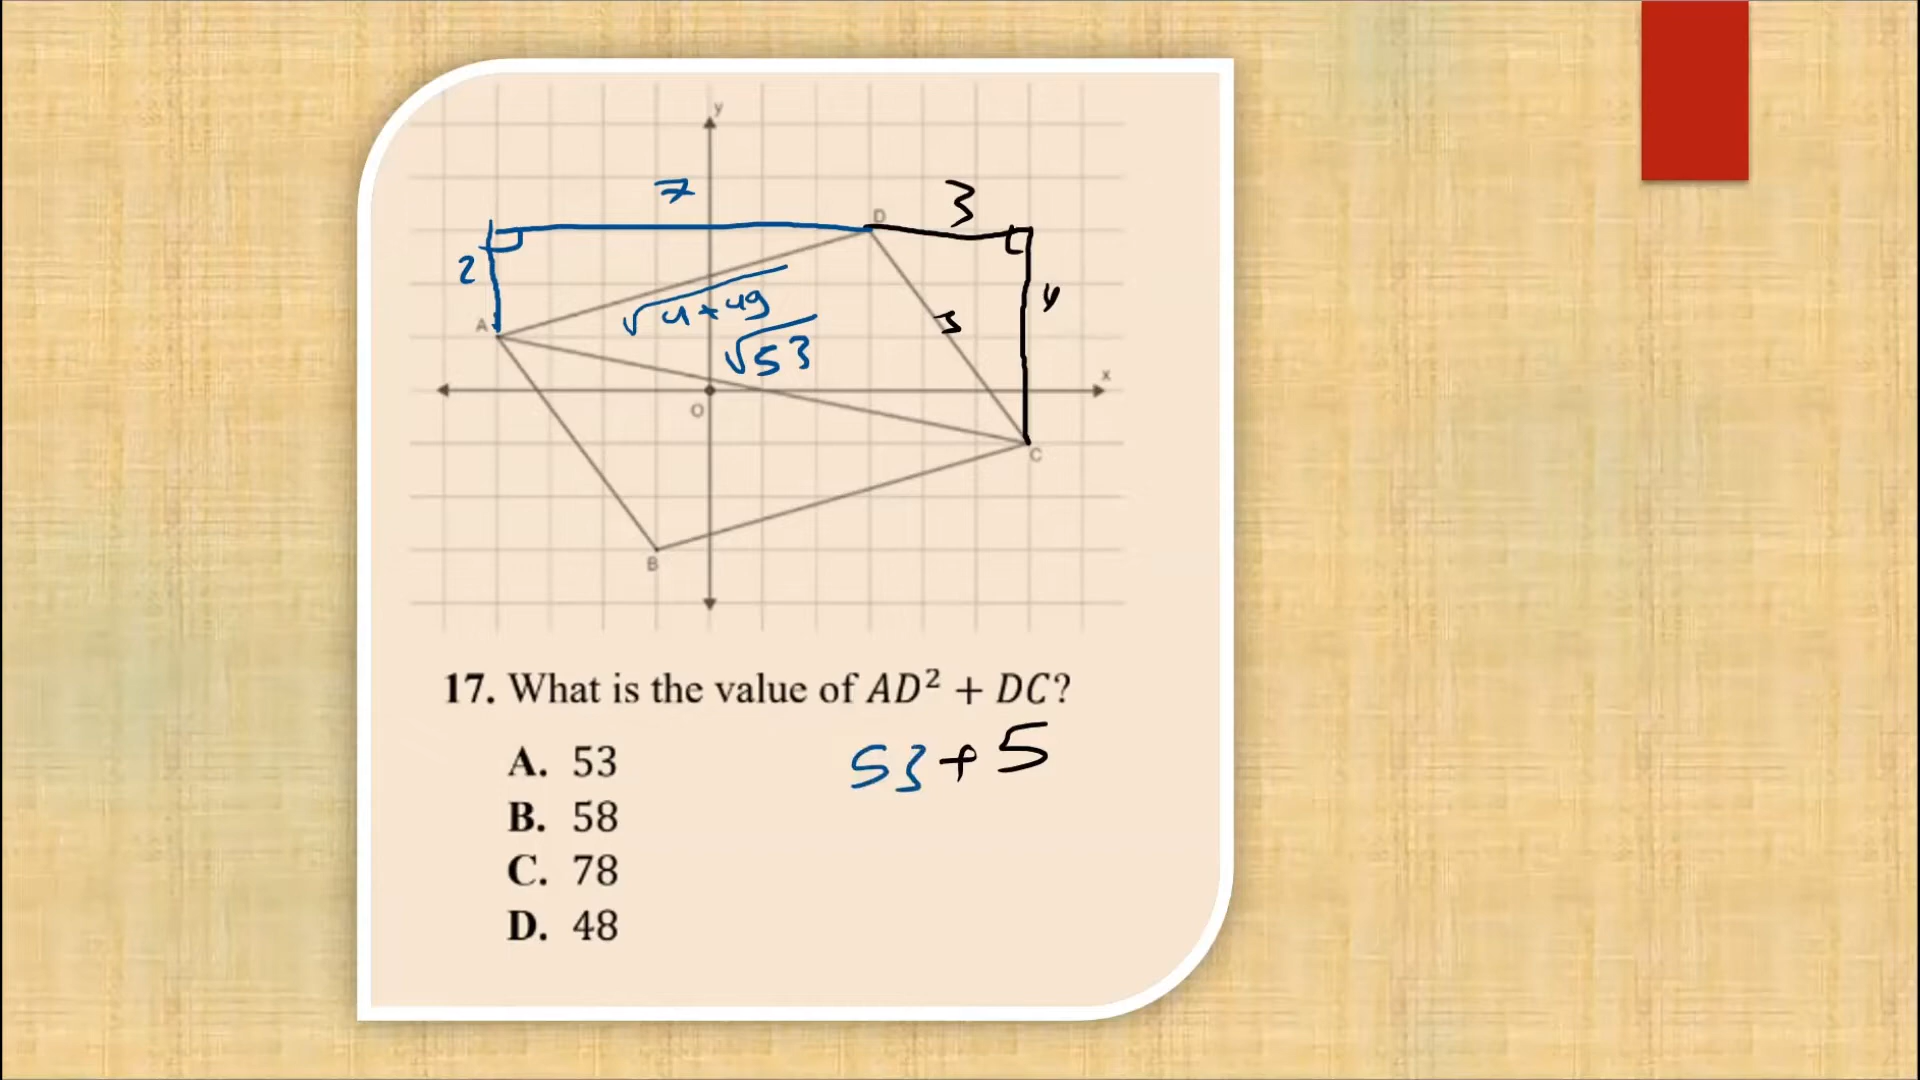 y
7
3
D
2
4
A
√4+49
5
√53
x
O
C
B
17. What is the value of AD² + DC?
53+5
A. 53
B. 58
C. 78
D. 48